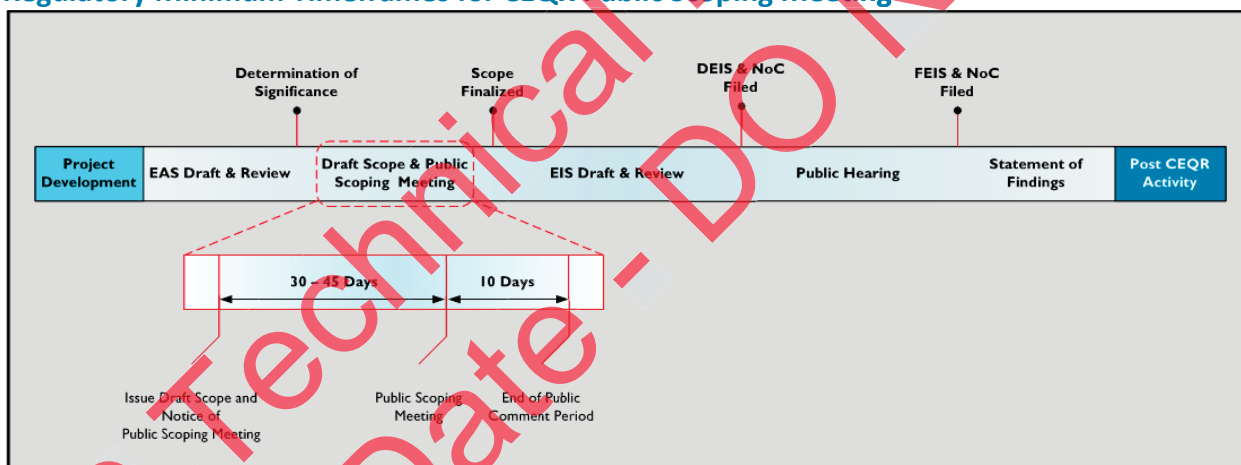 Regulatory Minimum Timeframes for CEQR Public Scoping Meeting
Determination of
Significance
Scope
Finalized
DEIS & NoC
Filed
FEIS & NoC
Filed
Project
Development
EAS Draft & Review
Draft Scope & Public
Scoping Meeting
EIS Draft & Review
Public Hearing
Statement of
Findings
Post CEQR
Activity
30 – 45 Days
10 Days
Issue Draft Scope and
Notice of
Public Scoping Meeting
Public Scoping
Meeting
End of Public
Comment Period
Technical
Date - DO